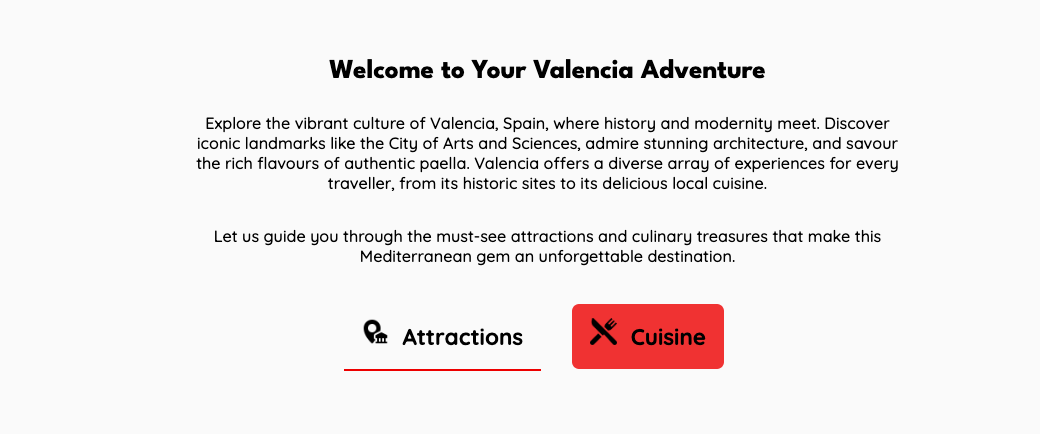 Welcome to Your Valencia Adventure
Explore the vibrant culture of Valencia, Spain, where history and modernity meet. Discover
iconic landmarks like the City of Arts and Sciences, admire stunning architecture, and savour
the rich flavours of authentic paella. Valencia offers a diverse array of experiences for every
traveller, from its historic sites to its delicious local cuisine.
Let us guide you through the must-see attractions and culinary treasures that make this
Mediterranean gem an unforgettable destination.
Attractions
Cuisine